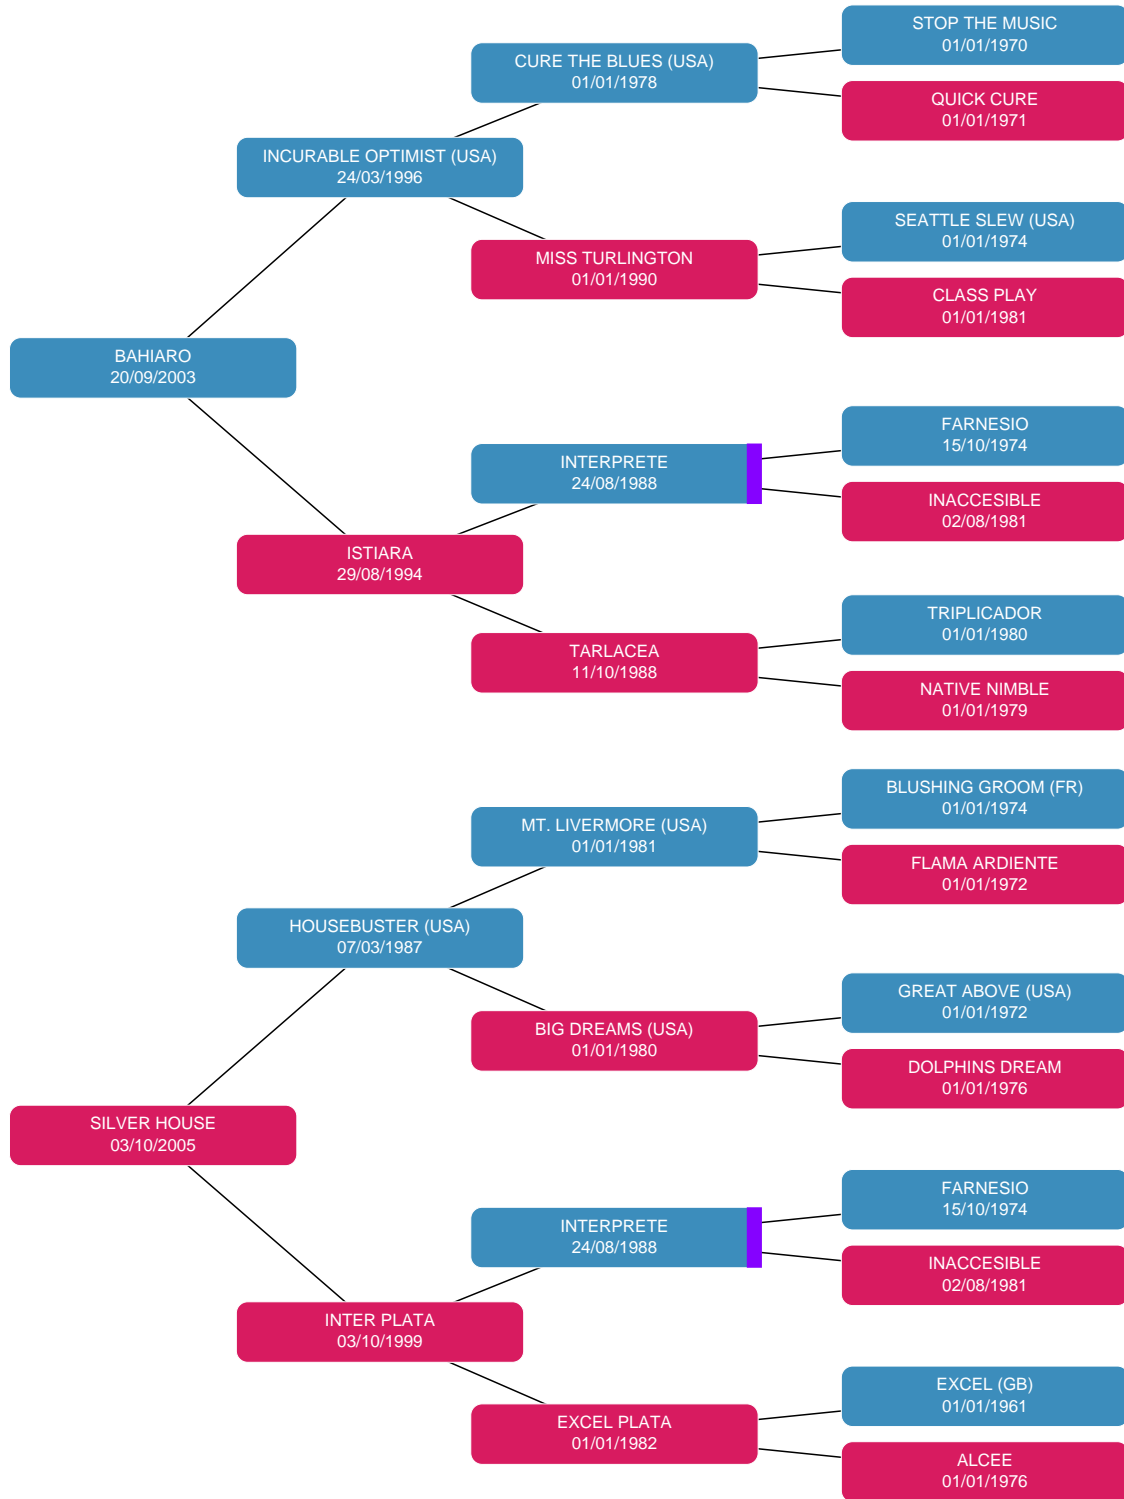 STOP THE MUSIC
01/01/1970
CURE THE BLUES (USA)
01/01/1978
QUICK CURE
01/01/1971
INCURABLE OPTIMIST (USA)
24/03/1996
SEATTLE SLEW (USA)
01/01/1974
MISS TURLINGTON
01/01/1990
CLASS PLAY
01/01/1981
BAHIARO
20/09/2003
FARNESIO
15/10/1974
INTERPRETE
24/08/1988
INACCESIBLE
02/08/1981
ISTIARA
29/08/1994
TRIPLICADOR
01/01/1980
TARLACEA
11/10/1988
NATIVE NIMBLE
01/01/1979
BLUSHING GROOM (FR)
01/01/1974
MT. LIVERMORE (USA)
01/01/1981
FLAMA ARDIENTE
01/01/1972
HOUSEBUSTER (USA)
07/03/1987
GREAT ABOVE (USA)
01/01/1972
BIG DREAMS (USA)
01/01/1980
DOLPHINS DREAM
01/01/1976
SILVER HOUSE
03/10/2005
FARNESIO
15/10/1974
INTERPRETE
24/08/1988
INACCESIBLE
02/08/1981
INTER PLATA
03/10/1999
EXCEL (GB)
01/01/1961
EXCEL PLATA
01/01/1982
ALCEE
01/01/1976